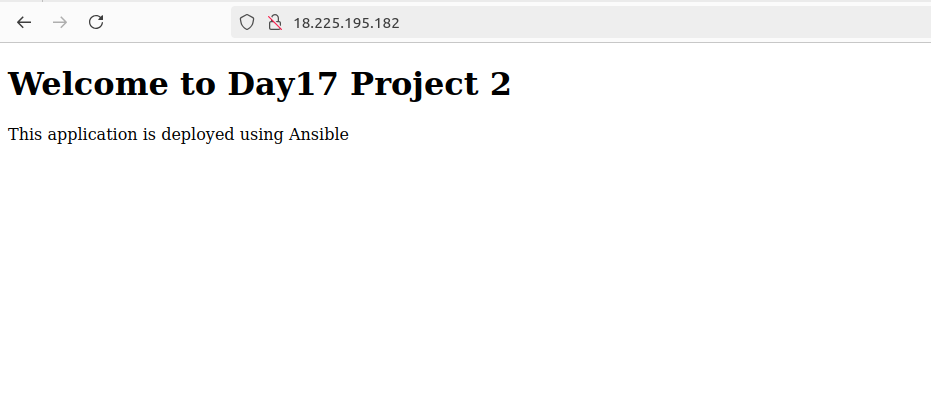 18.225.195.182
Welcome to Day17 Project 2
This application is deployed using Ansible